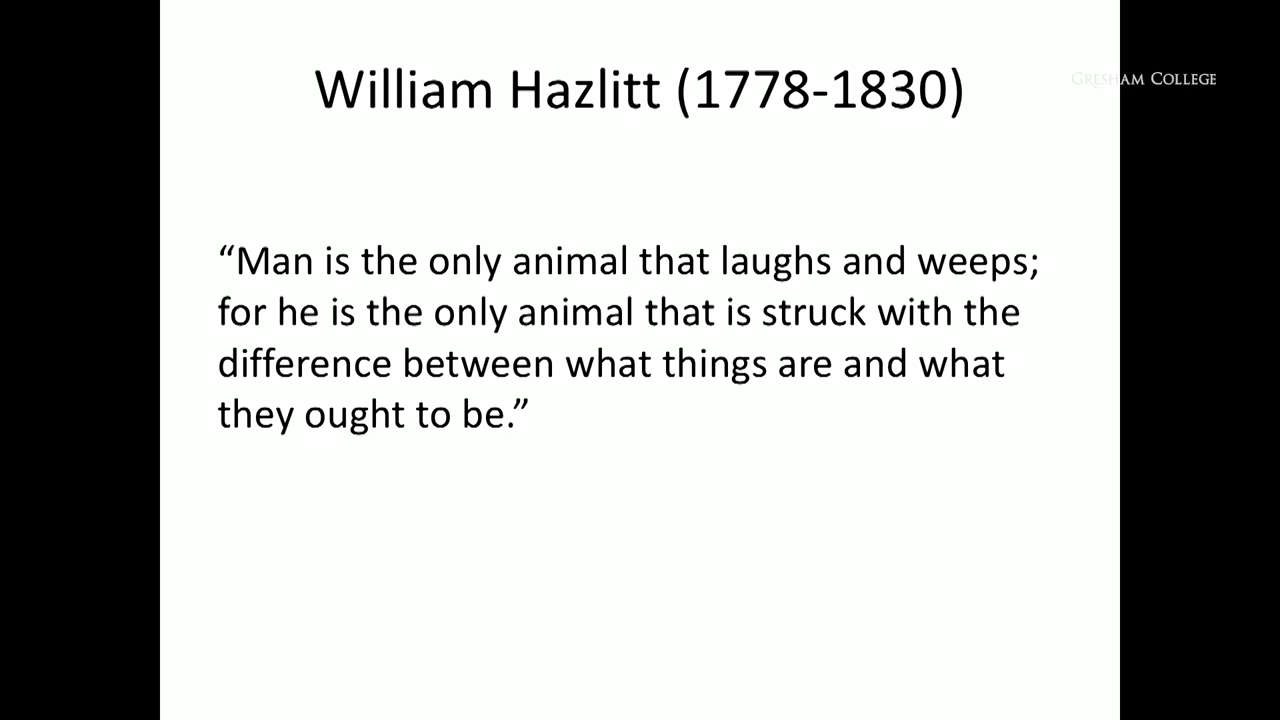 William Hazlitt (1778-1830)
GRESHAM COLLEGE
“Man is the only animal that laughs and weeps;
for he is the only animal that is struck with the
difference between what things are and what
they ought to be.”